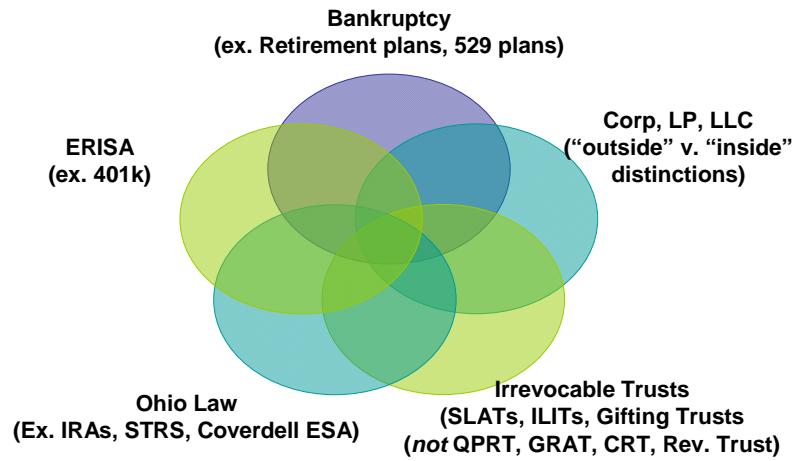 Bankruptcy
(ex. Retirement plans, 529 plans)
Corp, LP, LLC
(“outside” v. “inside”
distinctions)
ERISA
(ex. 401k)
Irrevocable Trusts
(SLATs, ILITs, Gifting Trusts
(not QPRT, GRAT, CRT, Rev. Trust)
Ohio Law
(Ex. IRAs, STRS, Coverdell ESA)